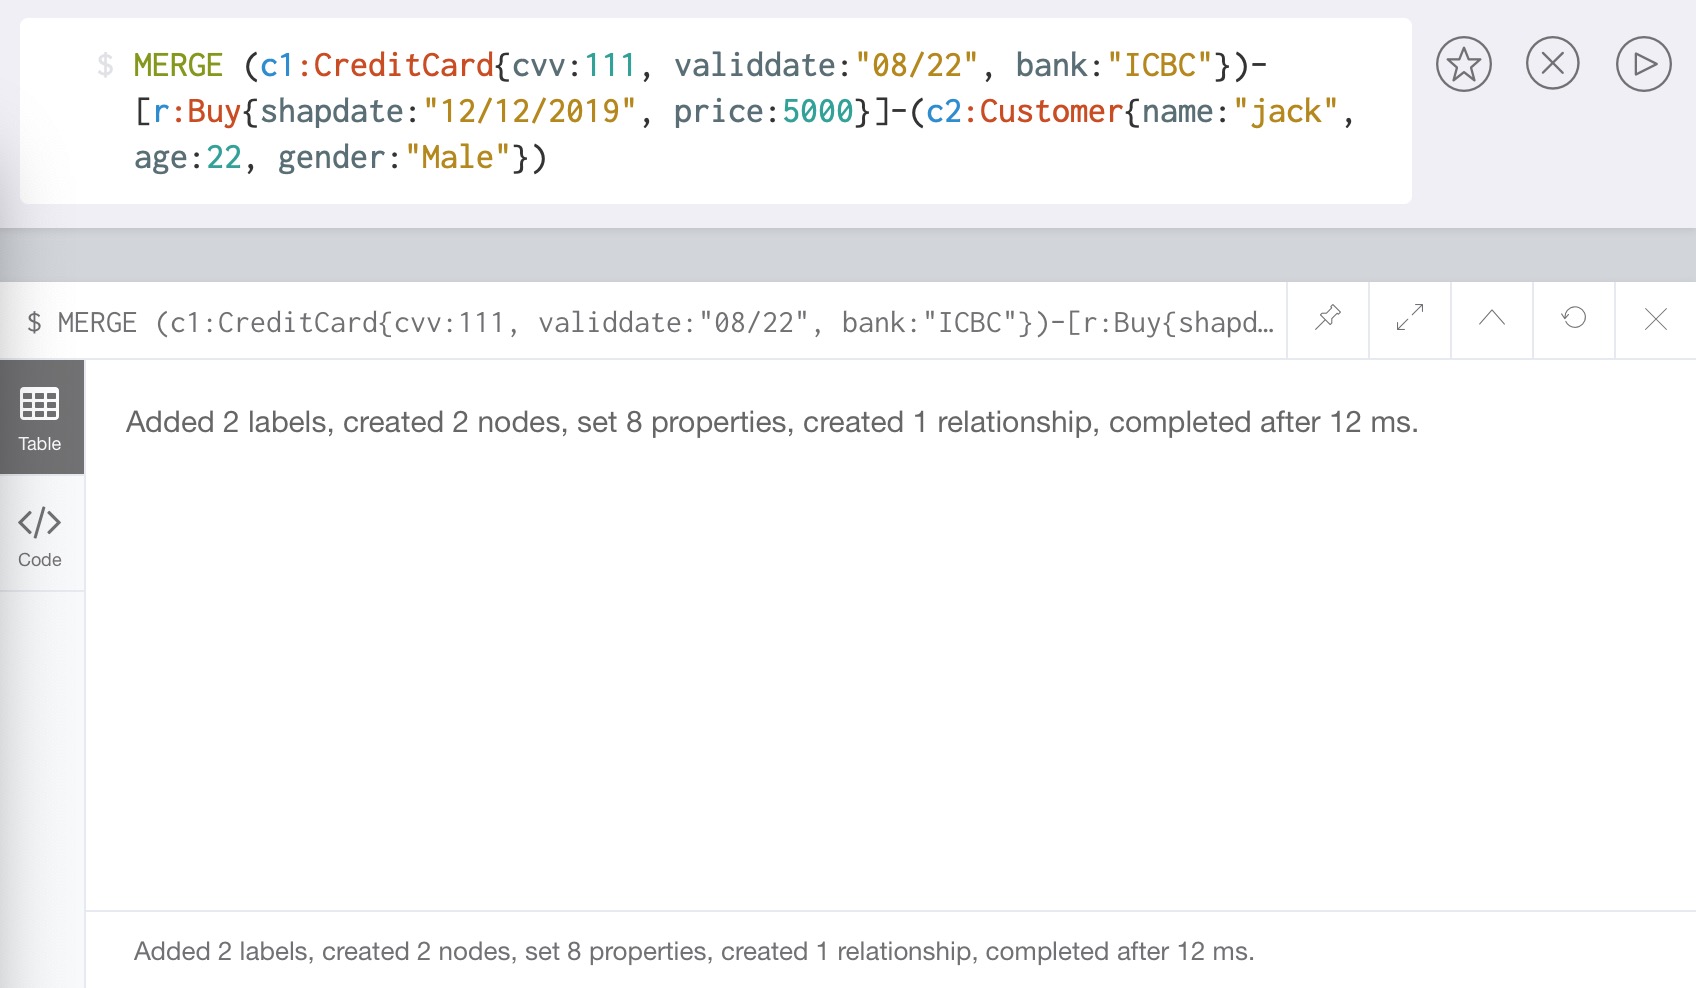 $ MERGE (c1:CreditCard{cvv:111, validdate:"08/22", bank:"ICBC"})-
[r:Buy{shapdate:"12/12/2019", price:5000}]-(c2:Customer{name:"jack",
age:22, gender:"Male"})
$ MERGE (c1:CreditCard{cvv:111, validdate:"08/22", bank:"ICBC"})-[r:Buy{shapd…
Table
Added 2 labels, created 2 nodes, set 8 properties, created 1 relationship, completed after 12 ms.
Code
Added 2 labels, created 2 nodes, set 8 properties, created 1 relationship, completed after 12 ms.